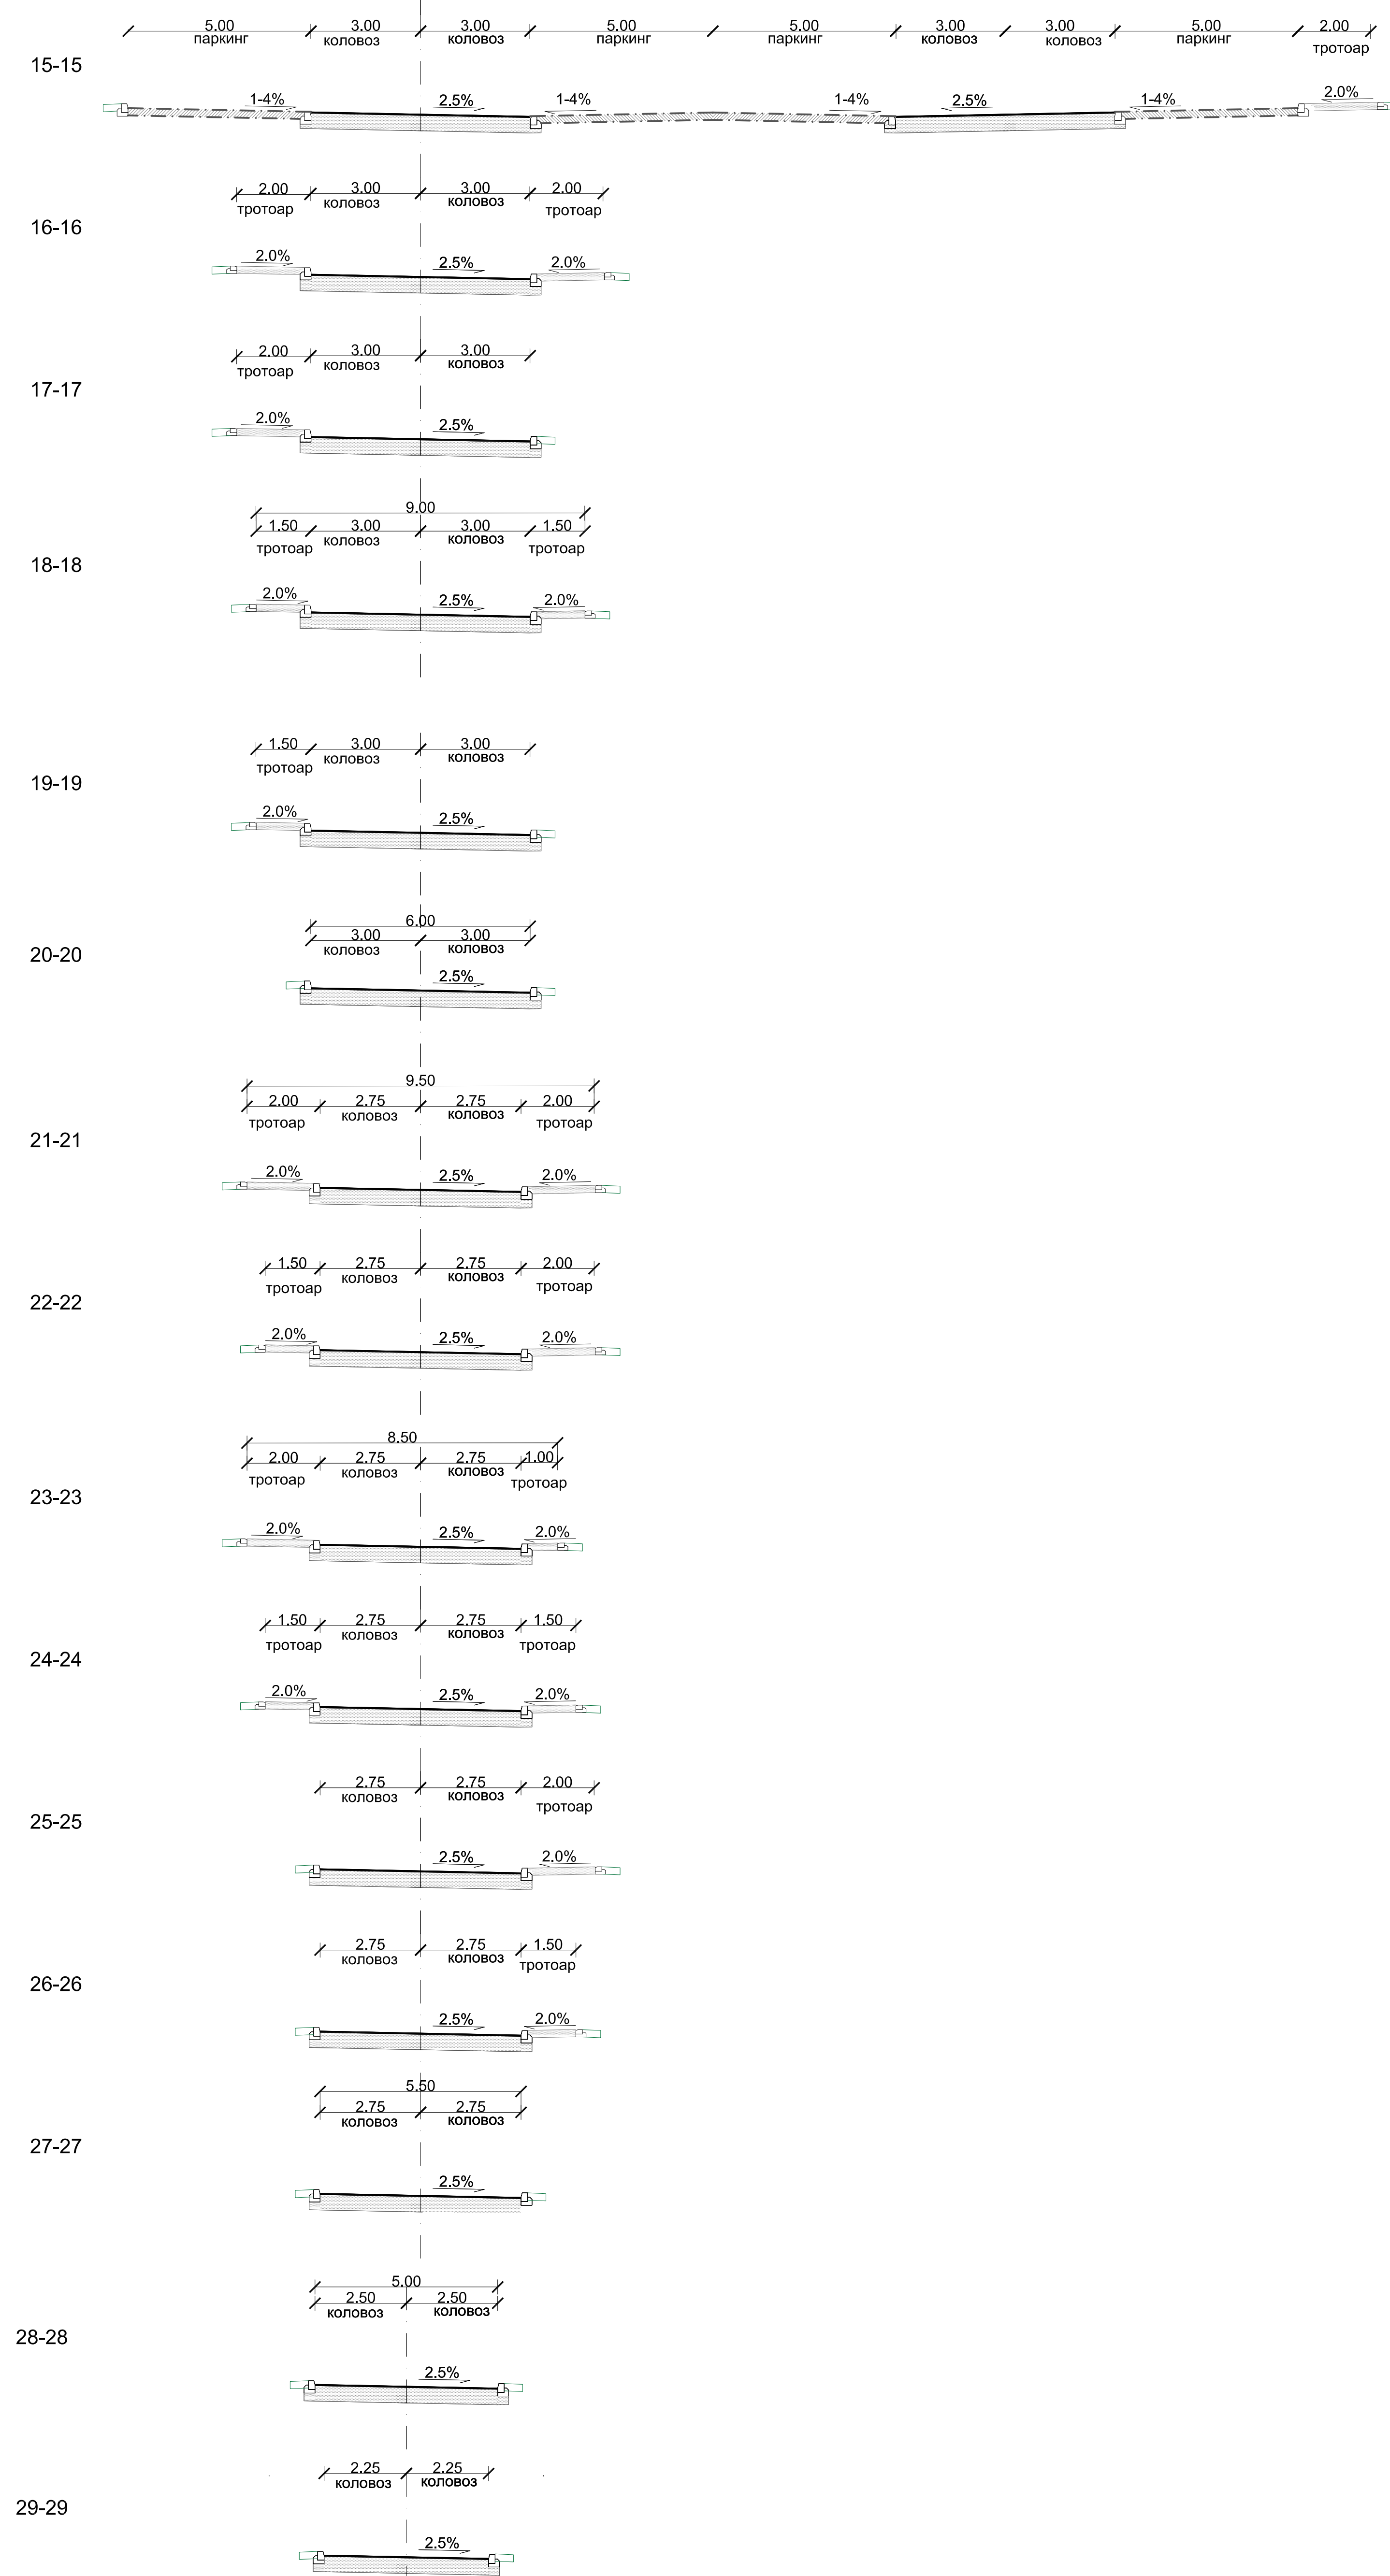 5.00 3.00 3.00 5.00 5.00 3.00 3.00 5.00 2.00
паркинг коловоз коловоз паркинг паркинг коловоз коловоз паркинг тротоар
15-15
1-4% 2.5% 1-4% 1-4% 2.5% 1-4% 2.0%
2.00 3.00 3.00 2.00
тротоар коловоз коловоз тротоар
16-16
2.0% 2.5% 2.0%
2.00 3.00 3.00
тротоар коловоз коловоз
17-17
2.0% 2.5%
9.00
1.50 3.00 3.00 1.50
тротоар коловоз коловоз тротоар
18-18
2.0% 2.5% 2.0%
1.50 3.00 3.00
тротоар коловоз коловоз
19-19
2.0% 2.5%
6.00
3.00 3.00
коловоз коловоз
20-20
2.5%
9.50
2.00 2.75 2.75 2.00
тротоар коловоз коловоз тротоар
21-21
2.0% 2.5% 2.0%
1.50 2.75 2.75 2.00
тротоар коловоз коловоз тротоар
22-22
2.0% 2.5% 2.0%
8.50
2.00 2.75 2.75 1.00
тротоар коловоз коловоз тротоар
23-23
2.0% 2.5% 2.0%
1.50 2.75 2.75 1.50
тротоар коловоз коловоз тротоар
24-24
2.0% 2.5% 2.0%
2.75 2.75 2.00
коловоз коловоз тротоар
25-25
2.5% 2.0%
2.75 2.75 1.50
коловоз коловоз тротоар
26-26
2.5% 2.0%
5.50
2.75 2.75
коловоз коловоз
27-27
2.5%
5.00
2.50 2.50
коловоз коловоз
28-28
2.5%
2.25 2.25
коловоз коловоз
29-29
2.5%